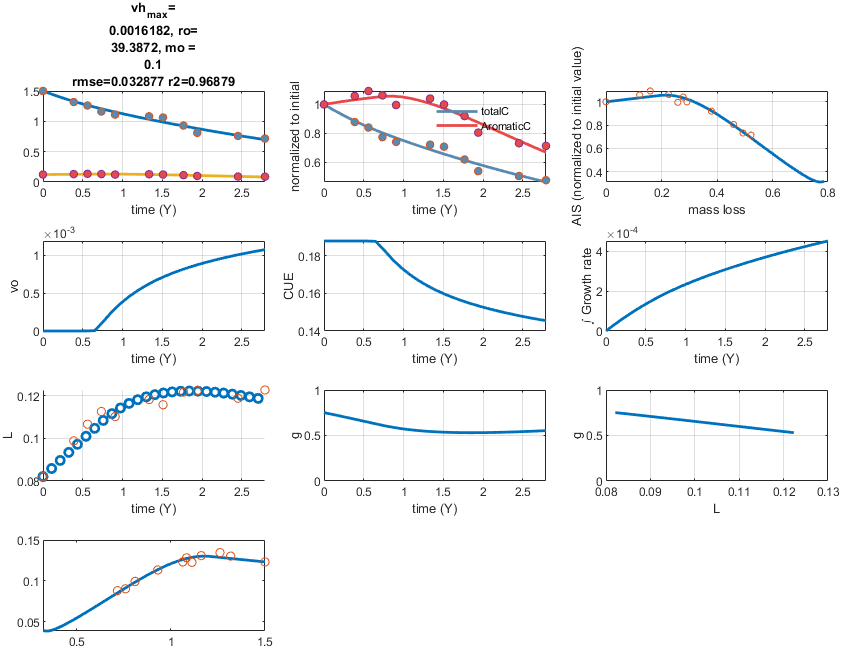 vh_max=
0.0016182, ro=
39.3872, mo =
0.1
rmse=0.032877 r2=0.96879
1.5
1
0.5
0
0 0.5 1 1.5 2 2.5
time (Y)
normalized to initial
1
0.8
0.6
0 0.5 1 1.5 2 2.5
time (Y)
totalC
AromaticC
AIS (normalized to initial value)
1
0.8
0.6
0.4
0 0.2 0.4 0.6 0.8
mass loss
×10^-3
vo
1
0.5
0
0 0.5 1 1.5 2 2.5
time (Y)
CUE
0.18
0.16
0.14
0 0.5 1 1.5 2 2.5
time (Y)
×10^-4
∫ Growth rate
4
2
0
0 0.5 1 1.5 2 2.5
time (Y)
L
0.12
0.1
0.08
0 0.5 1 1.5 2 2.5
time (Y)
g
1
0.5
0
0 0.5 1 1.5 2 2.5
time (Y)
g
1
0.5
0
0.08 0.09 0.1 0.11 0.12 0.13
L
0.15
0.1
0.05
0.5 1 1.5